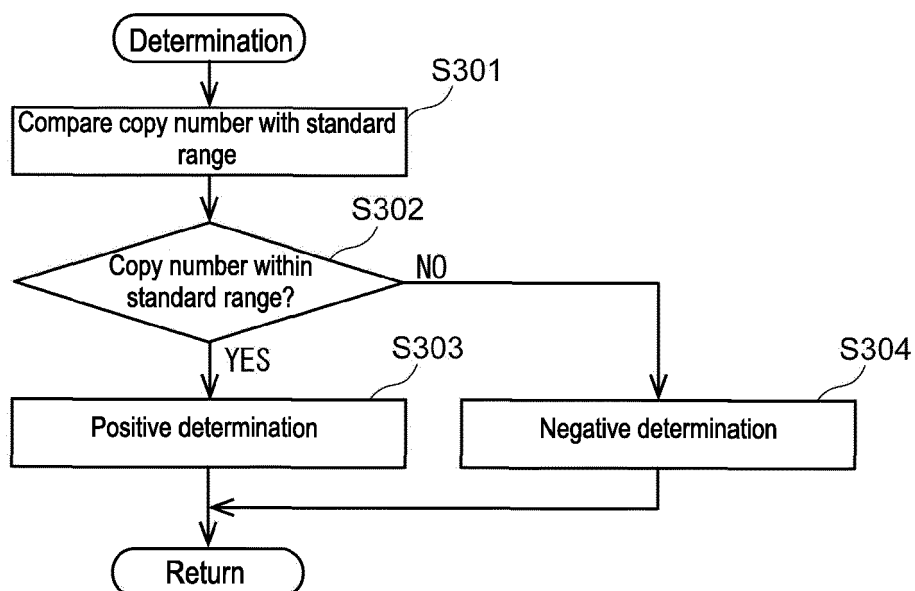 Determination
S301
Compare copy number with standard
range
S302
Copy number within
standard range?
NO
YES
S303
S304
Positive determination
Negative determination
Return